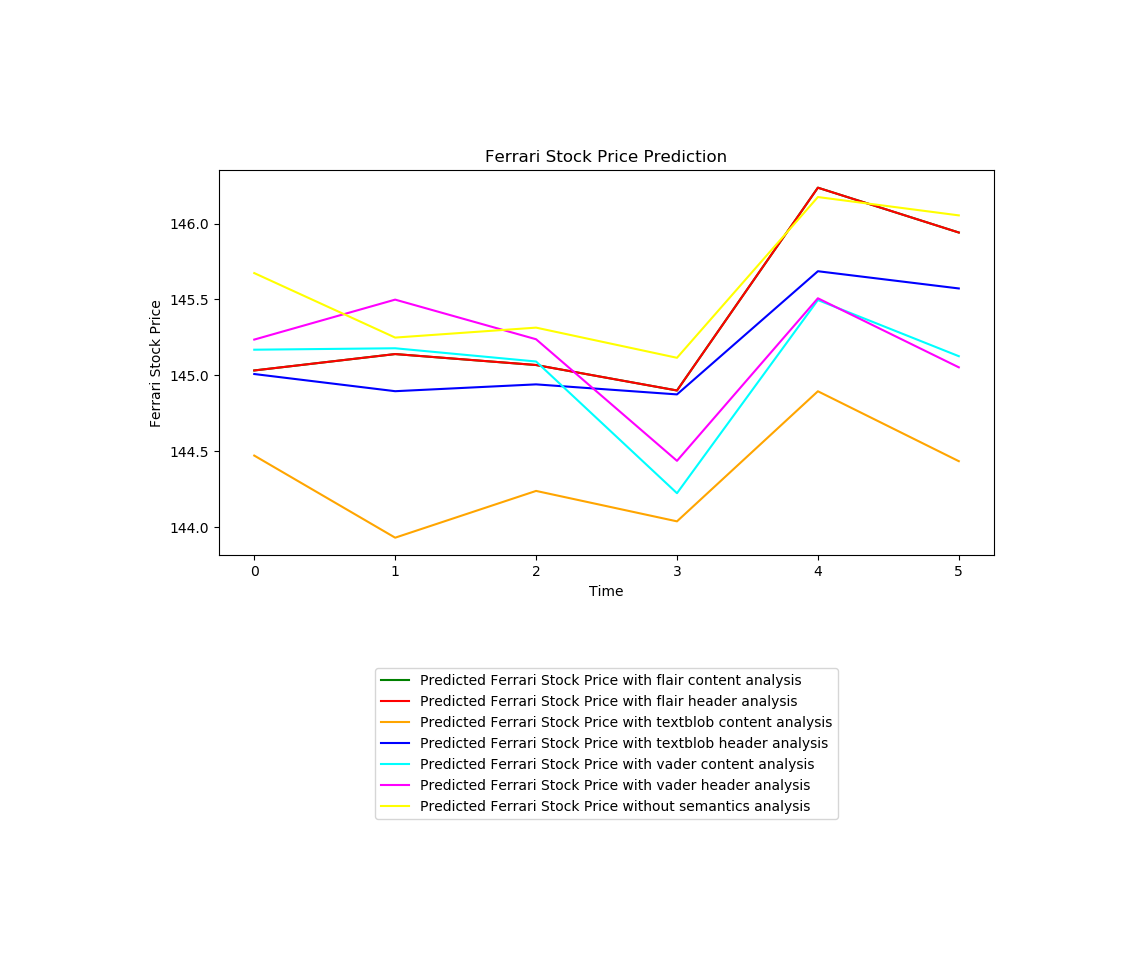 Ferrari Stock Price Prediction
Ferrari Stock Price
146.0
145.5
145.0
144.5
144.0
0 1 2 3 4 5
Time
Predicted Ferrari Stock Price with flair content analysis
Predicted Ferrari Stock Price with flair header analysis
Predicted Ferrari Stock Price with textblob content analysis
Predicted Ferrari Stock Price with textblob header analysis
Predicted Ferrari Stock Price with vader content analysis
Predicted Ferrari Stock Price with vader header analysis
Predicted Ferrari Stock Price without semantics analysis